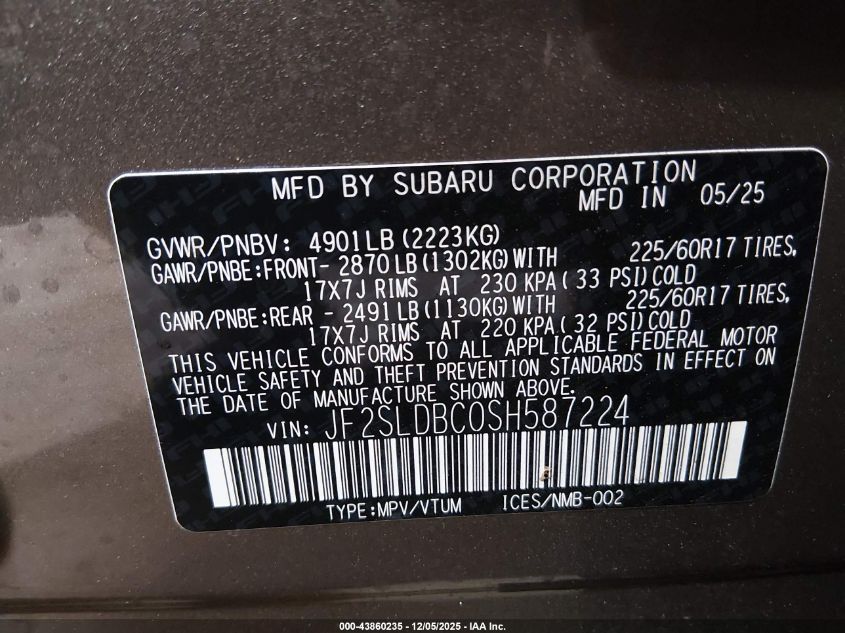 MFD BY SUBARU CORPORATION
MFD IN 05/25
GVWR/PNBV: 4901LB(2223KG)
GAWR/PNBE:FRONT- 2870LB(1302KG)WITH 225/60R17 TIRES,
17X7J RIMS AT 230 KPA( 33 PSI)COLD
GAWR/PNBE:REAR - 2491LB(1130KG)WITH 225/60R17 TIRES,
17X7J RIMS AT 220 KPA( 32 PSI)COLD
THIS VEHICLE CONFORMS TO ALL APPLICABLE FEDERAL MOTOR
VEHICLE SAFETY AND THEFT PREVENTION STANDARDS IN EFFECT ON
THE DATE OF MANUFACTURE SHOWN ABOVE.
VIN: JF2SLDBC0SH587224
TYPE:MPV/VTUM ICES/NMB-002
000-43860235 - 12/05/2025 - IAA Inc.